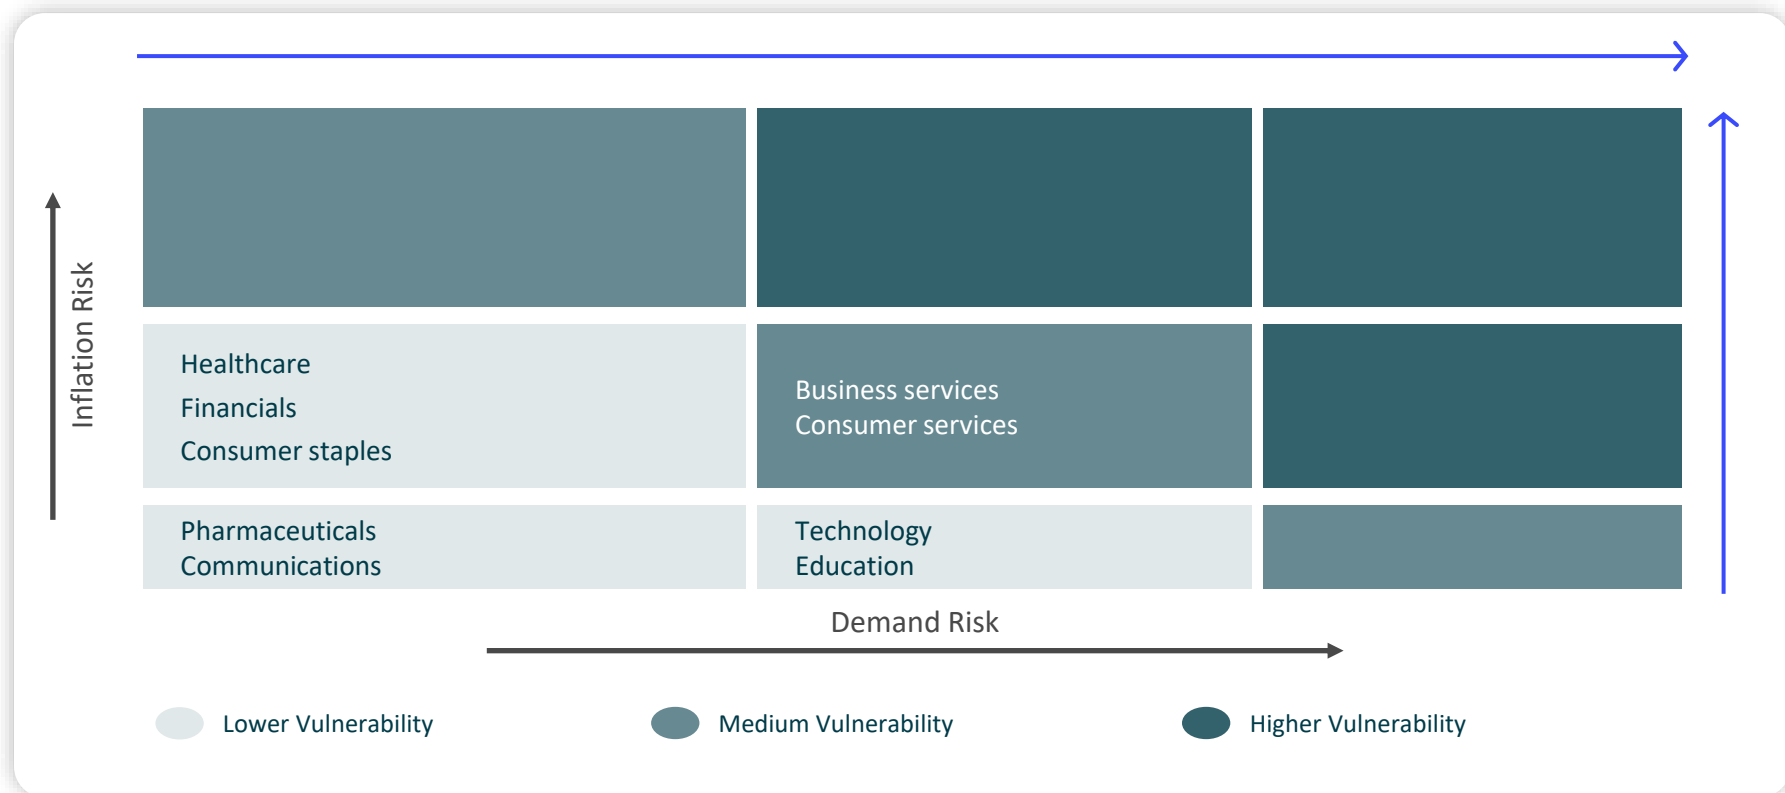 Inflation Risk
Healthcare
Financials
Consumer staples
Business services
Consumer services
Pharmaceuticals
Communications
Technology
Education
Demand Risk
Lower Vulnerability
Medium Vulnerability
Higher Vulnerability